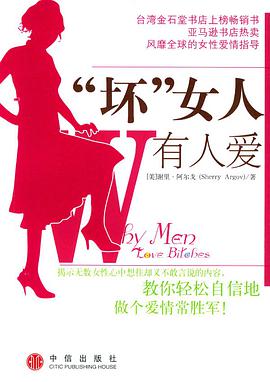 台湾金石堂书店上榜畅销书
亚马逊书店热卖
风靡全球的女性爱情指导
“坏”女人
有人爱
[美]谢里·阿尔戈 (Sherry Argov)著
Why Men
Love Bitches
揭示无数女性心中想往却又不敢言说的内容，
教你轻松自信地
做个爱情常胜军！
中信出版社
CITIC PUBLISHING HOUSE